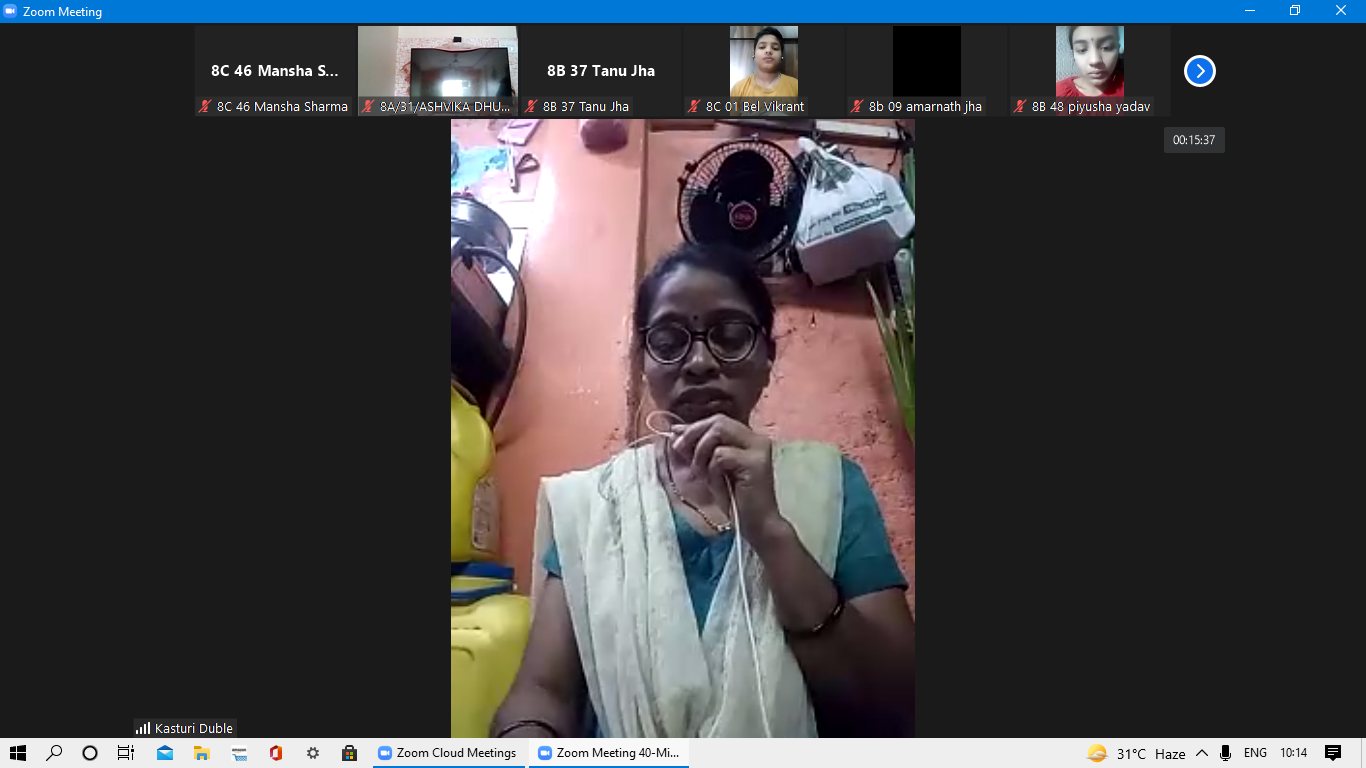 Zoom Meeting
8C 46 Mansha S...
8B 37 Tanu Jha
8C 46 Mansha Sharma
8A/31/ASHVIKA DHU...
8B 37 Tanu Jha
8C 01 Bel Vikrant
8b 09 amarnath jha
8B 48 piyusha yadav
00:15:37
Kasturi Duble
Zoom Cloud Meetings
Zoom Meeting 40-Mi...
31°C Haze
ENG
10:14